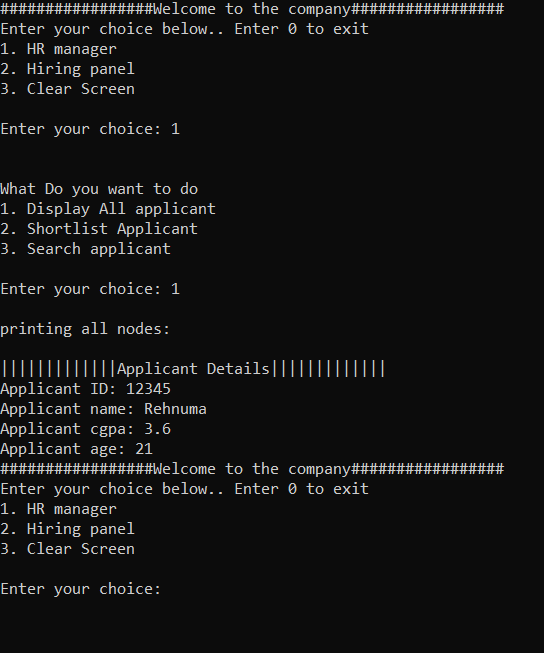 #################Welcome to the company#################
Enter your choice below.. Enter 0 to exit
1. HR manager
2. Hiring panel
3. Clear Screen
Enter your choice: 1
What Do you want to do
1. Display All applicant
2. Shortlist Applicant
3. Search applicant
Enter your choice: 1
printing all nodes:
|||||||||||||Applicant Details|||||||||||||
Applicant ID: 12345
Applicant name: Rehnuma
Applicant cgpa: 3.6
Applicant age: 21
#################Welcome to the company#################
Enter your choice below.. Enter 0 to exit
1. HR manager
2. Hiring panel
3. Clear Screen
Enter your choice: